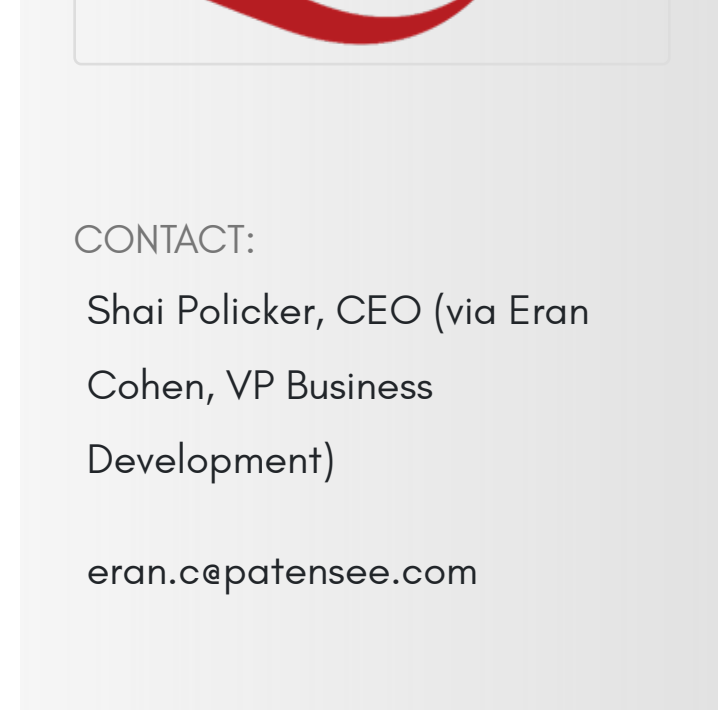 CONTACT:
Shai Policker, CEO (via Eran
Cohen, VP Business
Development)
eran.c@patensee.com